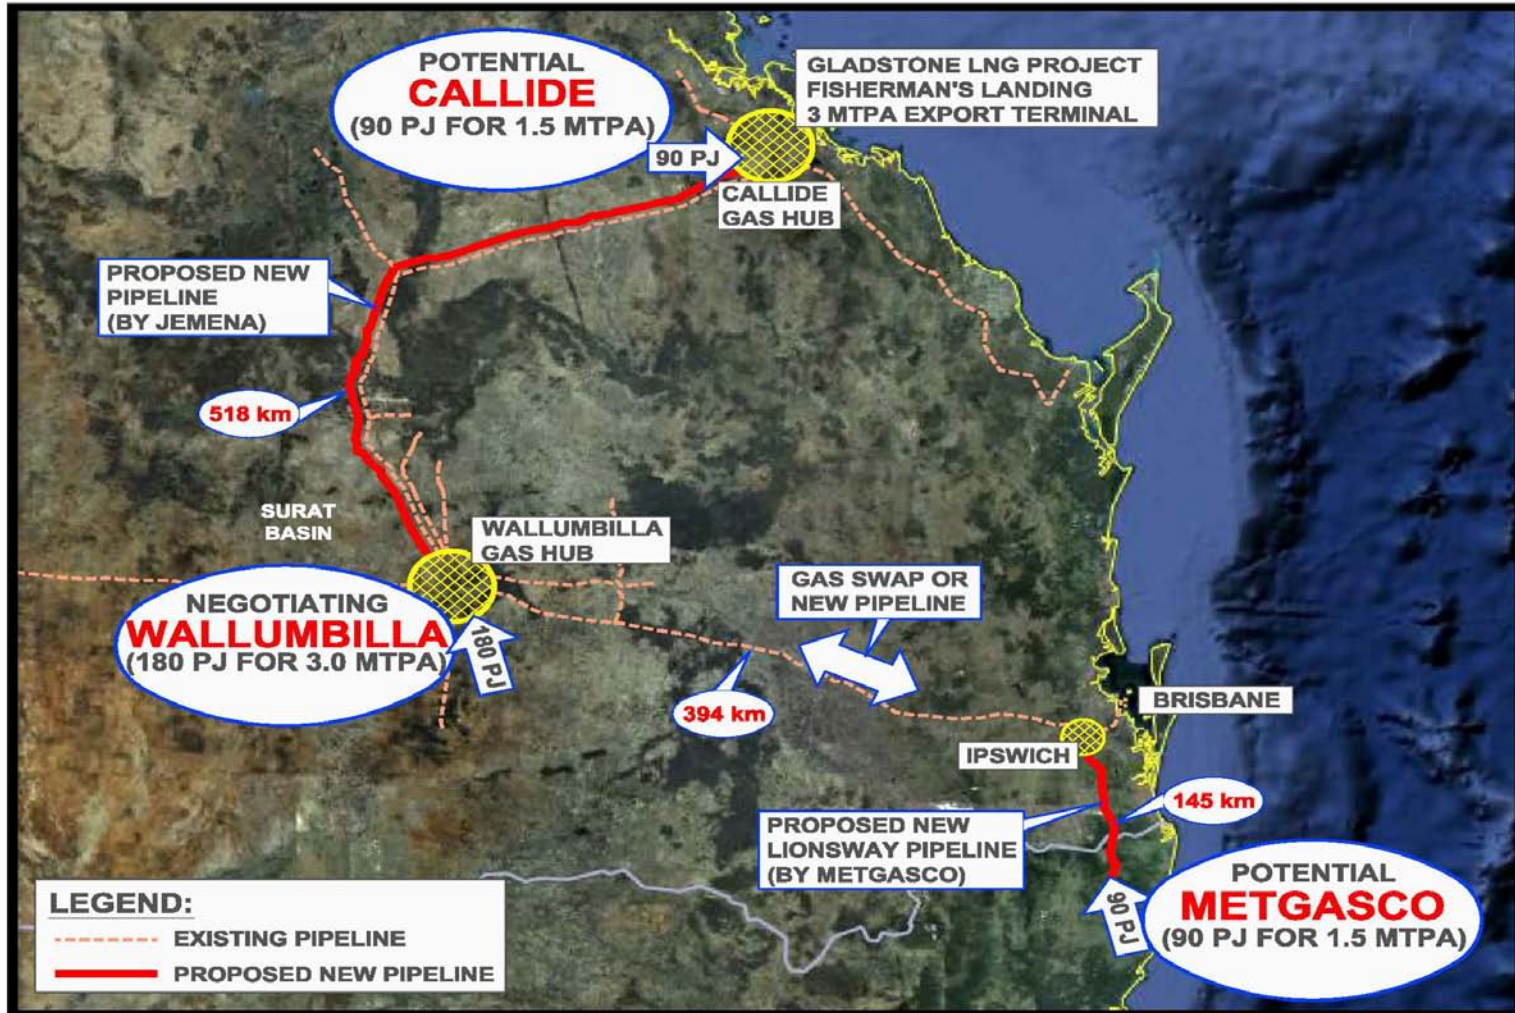 POTENTIAL
CALLIDE
(90 PJ FOR 1.5 MTPA)
GLADSTONE LNG PROJECT
FISHERMAN'S LANDING
3 MTPA EXPORT TERMINAL
90 PJ
CALLIDE
GAS HUB
PROPOSED NEW
PIPELINE
(BY JEMENA)
518 km
SURAT
BASIN
WALLUMBILLA
GAS HUB
NEGOTIATING
WALLUMBILLA
(180 PJ FOR 3.0 MTPA)
180 PJ
GAS SWAP OR
NEW PIPELINE
394 km
BRISBANE
IPSWICH
145 km
PROPOSED NEW
LIONSWAY PIPELINE
(BY METGASCO)
90 PJ
POTENTIAL
METGASCO
(90 PJ FOR 1.5 MTPA)
LEGEND:
EXISTING PIPELINE
PROPOSED NEW PIPELINE